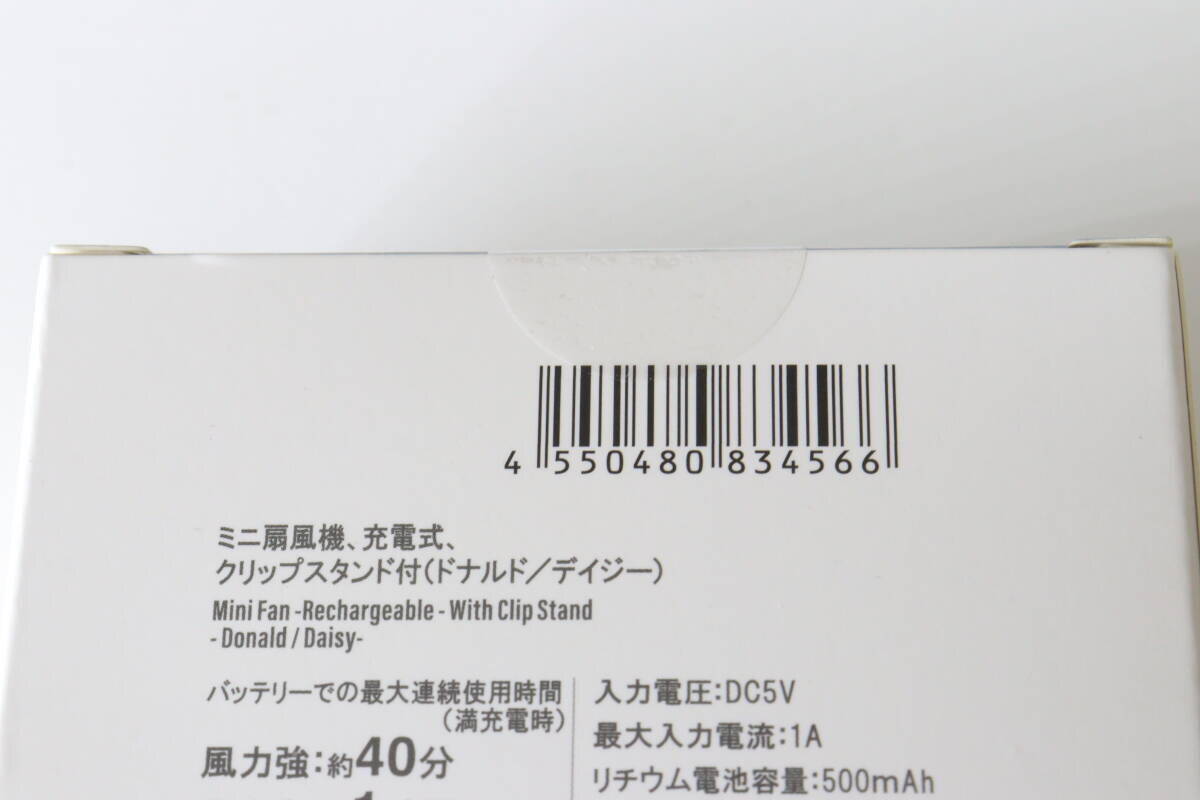 4 550480 834566
ミニ扇風機、充電式、
クリップスタンド付(ドナルド/デイジー)
Mini Fan -Rechargeable - With Clip Stand
- Donald / Daisy-
バッテリーでの最大連続使用時間
(満充電時)
風力強:約40分
入力電圧:DC5V
最大入力電流:1A
リチウム電池容量:500mAh